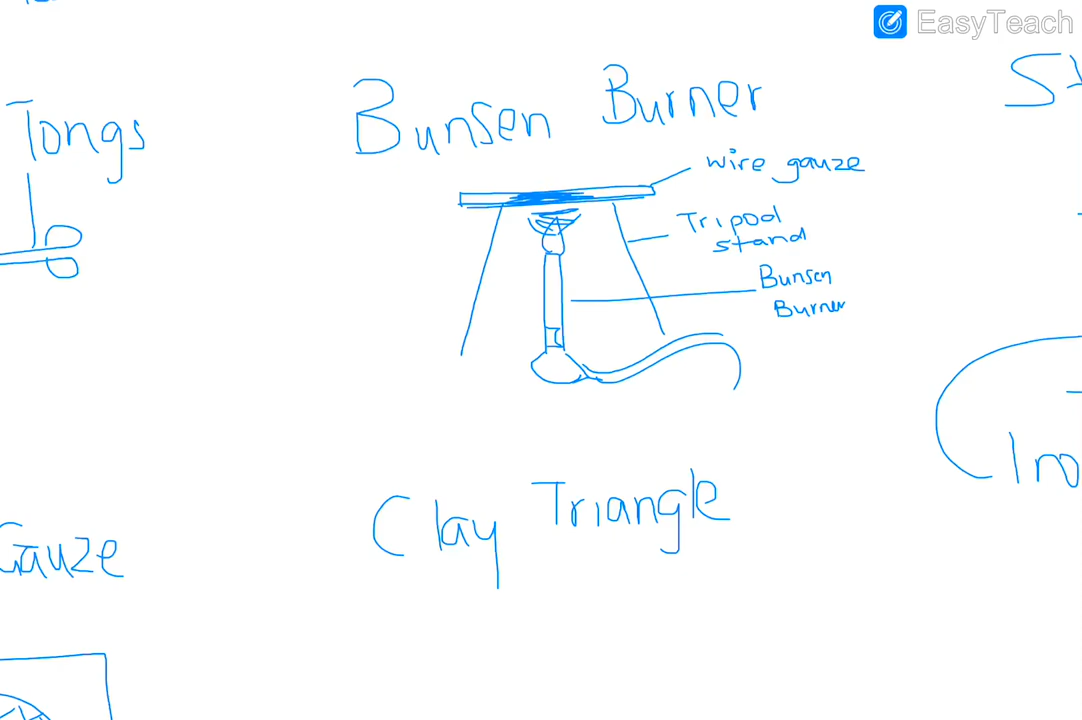 EasyTeach
Tongs
Bunsen Burner
wire gauze
Tripod
stand
Bunsen
Burner
Clay Triangle
Gauze